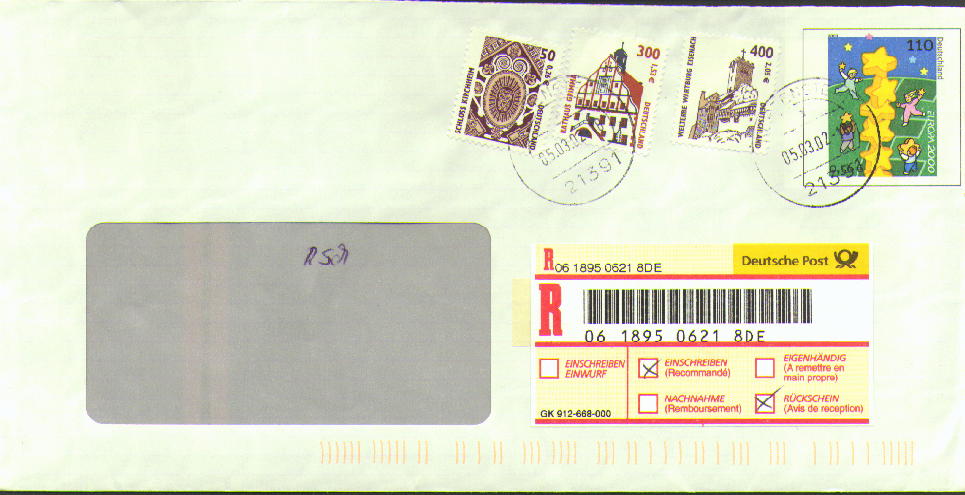 50 0,26 €
SCHLOSS KIRCHHEIM
DEUTSCHLAND
300 1,53 €
RATHAUS GRIMMA
DEUTSCHLAND
400 2,05 €
WELTERBE WARTBURG EISENACH
DEUTSCHLAND
110
Deutschland
EUROPA 2000
05.03.02
21391
05.03.02
21391
R Sch
R 06 1895 0621 8DE
Deutsche Post
R
06 1895 0621 8DE
EINSCHREIBEN EINWURF
EINSCHREIBEN
(Recommandé)
EIGENHÄNDIG
(A remettre en
main propre)
NACHNAHME
(Remboursement)
RÜCKSCHEIN
(Avis de reception)
GK 912-668-000